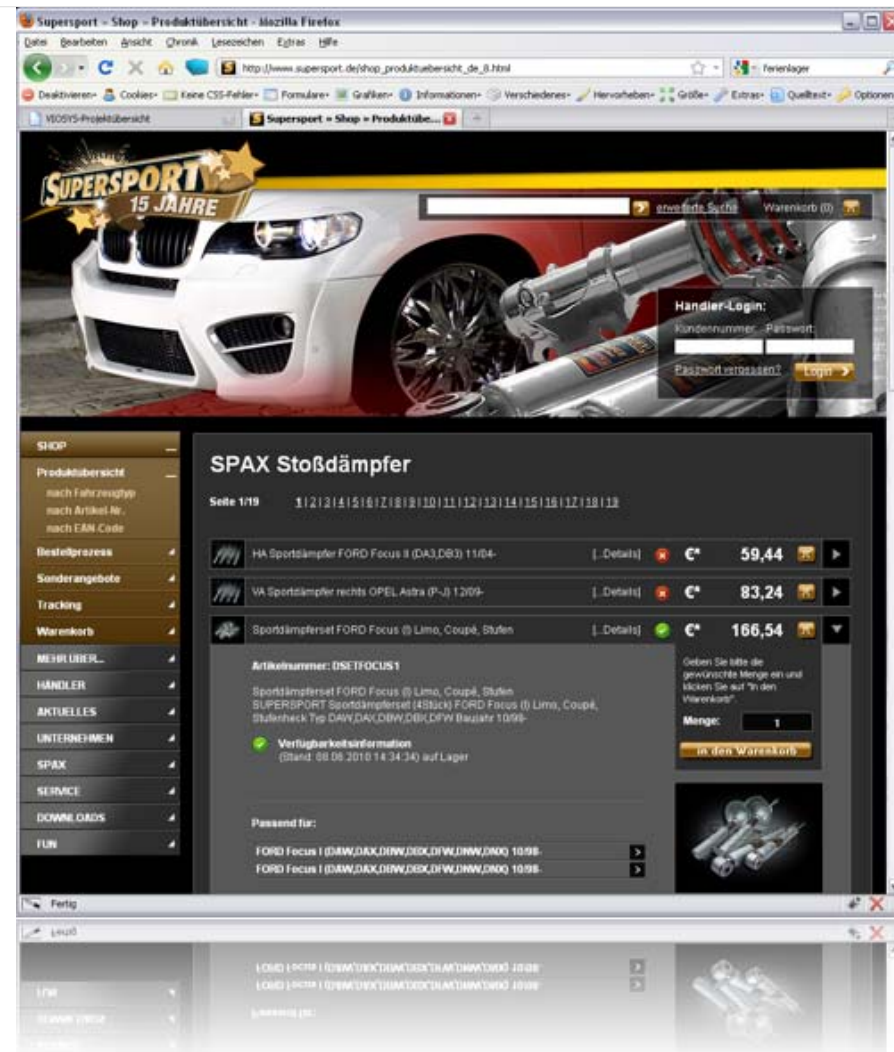 Supersport - Shop - Produktübersicht - Mozilla Firefox
Datei Bearbeiten Ansicht Chronik Lesezeichen Extras Hilfe
http://www.supersport.de/shop_produktuebersicht_de_8.html
Ferienlager
Deaktivieren Cookies Keine CSS-Fehler Formulare Grafiken Informationen Verschiedenes Hervorheben Größe Extras Quelltext Optionen
VIOSYS-Projektübersicht
Supersport » Shop » Produktübe...
SUPERSPORT
15 JAHRE
erweiterte Suche Warenkorb (0)
Händler-Login:
Kundennummer: Passwort:
Passwort vergessen? Login
SHOP
Produktübersicht
nach Fahrzeugtyp
nach Artikel-Nr.
nach EAN-Code
Bestellprozess
Sonderangebote
Tracking
Warenkorb
MEHR ÜBER...
HÄNDLER
AKTUELLES
UNTERNEHMEN
SPAX
SERVICE
DOWNLOADS
FUN
SPAX Stoßdämpfer
Seite 1/19 1|2|3|4|5|6|7|8|9|10|11|12|13|14|15|16|17|18|19
HA Sportdämpfer FORD Focus II (DA3,DB3) 11/04- [...Details] €* 59,44
VA Sportdämpfer rechts OPEL Astra (P-J) 12/09- [...Details] €* 83,24
Sportdämpferset FORD Focus (I) Limo, Coupé, Stufen [...Details] €* 166,54
Artikelnummer: DSETFOCUS1
Sportdämpferset FORD Focus (I) Limo, Coupé, Stufen
SUPERSPORT Sportdämpferset (4Stück) FORD Focus (I) Limo, Coupé,
Stufenheck Typ DAW,DAX,DBW,DBX,DFW Baujahr 10/98-
Verfügbarkeitsinformation
(Stand: 08.06.2010 14:34:34) auf Lager
Passend für:
FORD Focus I (DAW,DAX,DBW,DBX,DFW,DNW,DNX) 10/98-
FORD Focus I (DAW,DAX,DBW,DBX,DFW,DNW,DNX) 10/98-
Geben Sie bitte die
gewünschte Menge ein und
klicken Sie auf "In den
Warenkorb".
Menge: 1
in den Warenkorb
Fertig